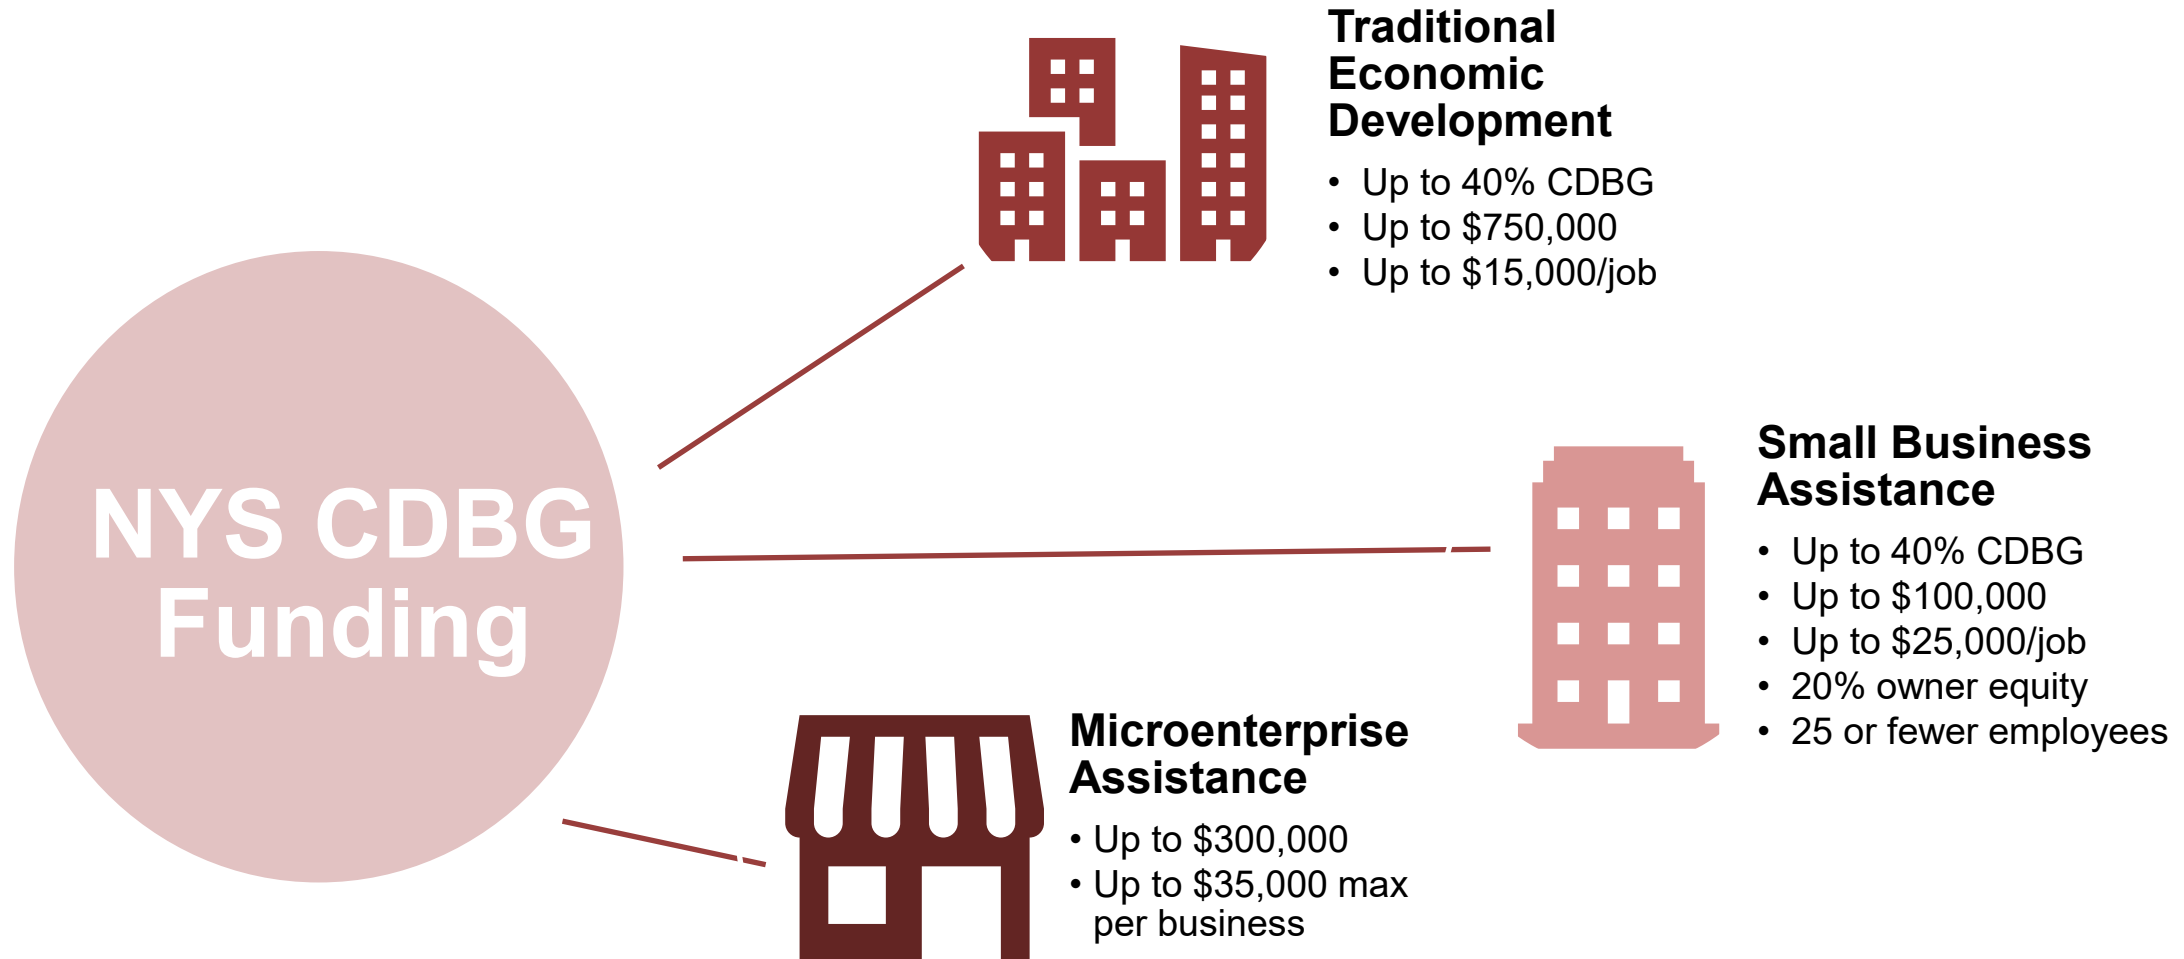 NYS CDBG
Funding
Traditional
Economic
Development
• Up to 40% CDBG
• Up to $750,000
• Up to $15,000/job
Small Business
Assistance
• Up to 40% CDBG
• Up to $100,000
• Up to $25,000/job
• 20% owner equity
• 25 or fewer employees
Microenterprise
Assistance
• Up to $300,000
• Up to $35,000 max
per business